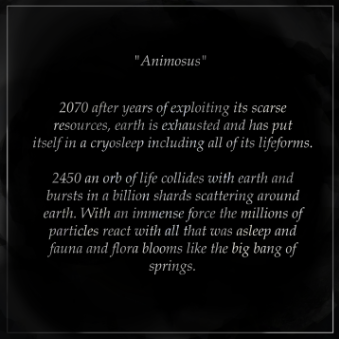 "Animosus"
2070 after years of exploiting its scarse
resources, earth is exhausted and has put
itself in a cryosleep including all of its lifeforms.
2450 an orb of life collides with earth and
bursts in a billion shards scattering around
earth. With an immense force the millions of
particles react with all that was asleep and
fauna and flora blooms like the big bang of
springs.